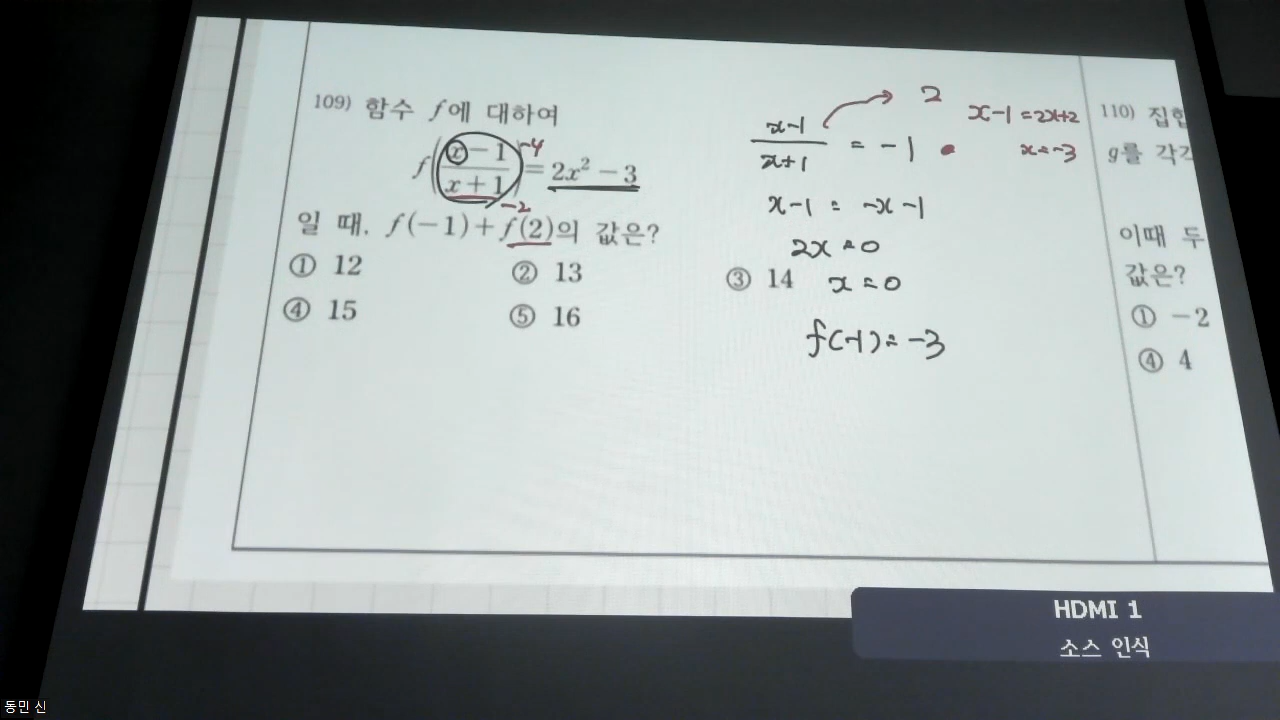 109) 함수 f에 대하여
f((x-1)/(x+1)) = 2x² - 3
-4
-2
일 때, f(-1)+f(2)의 값은?
① 12 ② 13 ③ 14
④ 15 ⑤ 16
(x-1)/(x+1) = -1
2
x-1=2x+2
x=-3
x-1 = -x-1
2x=0
x=0
f(-1)=-3
110) 집
g를 각
이때 두
값은?
① -2
④ 4
HDMI 1
소스 인식
동민 신